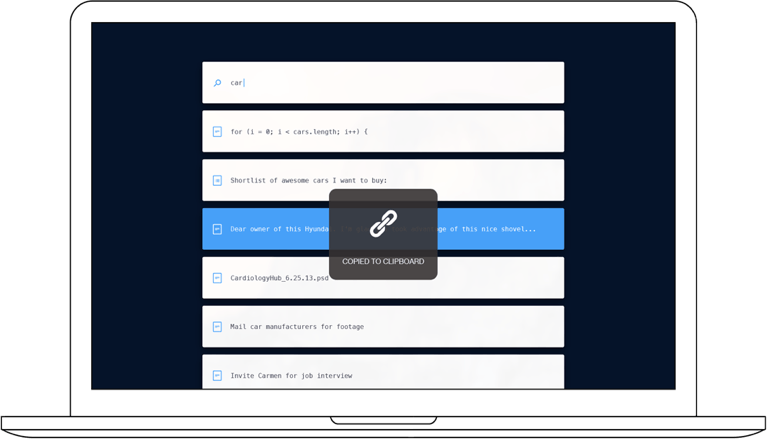 car
for (i = 0; i < cars.length; i++) {
Shortlist of awesome cars I want to buy:
Dear owner of this Hyunda ge of this nice shovel...
COPIED TO CLIPBOARD
CardiologyHub_6.25.13.psd
Mail car manufacturers for footage
Invite Carmen for job interview